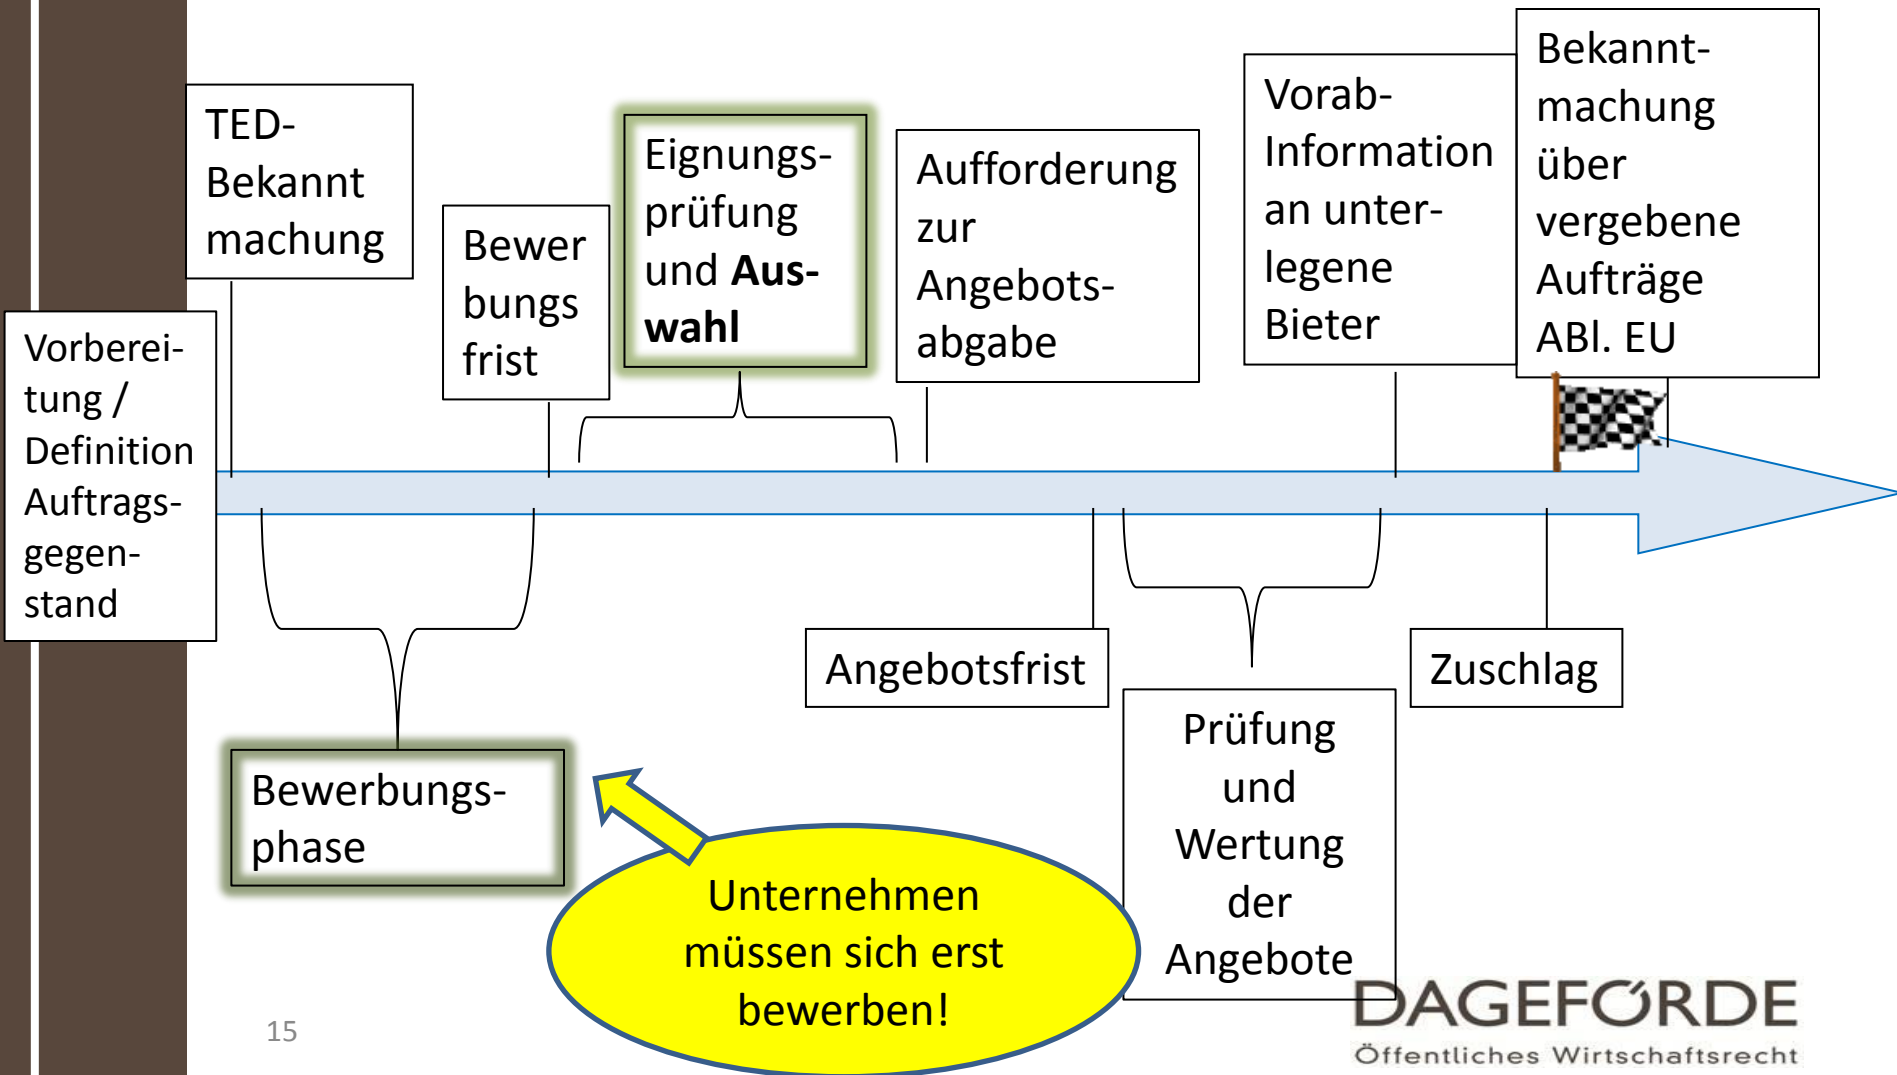 Vorberei-
tung /
Definition
Auftrags-
gegen-
stand
TED-
Bekannt
machung
Bewer
bungs
frist
Eignungs-
prüfung
und Aus-
wahl
Aufforderung
zur
Angebots-
abgabe
Vorab-
Information
an unter-
legene
Bieter
Bekannt-
machung
über
vergebene
Aufträge
ABl. EU
Bewerbungs-
phase
Unternehmen
müssen sich erst
bewerben!
Angebotsfrist
Prüfung
und
Wertung
der
Angebote
Zuschlag
15
DAGEFÖRDE
Öffentliches Wirtschaftsrecht